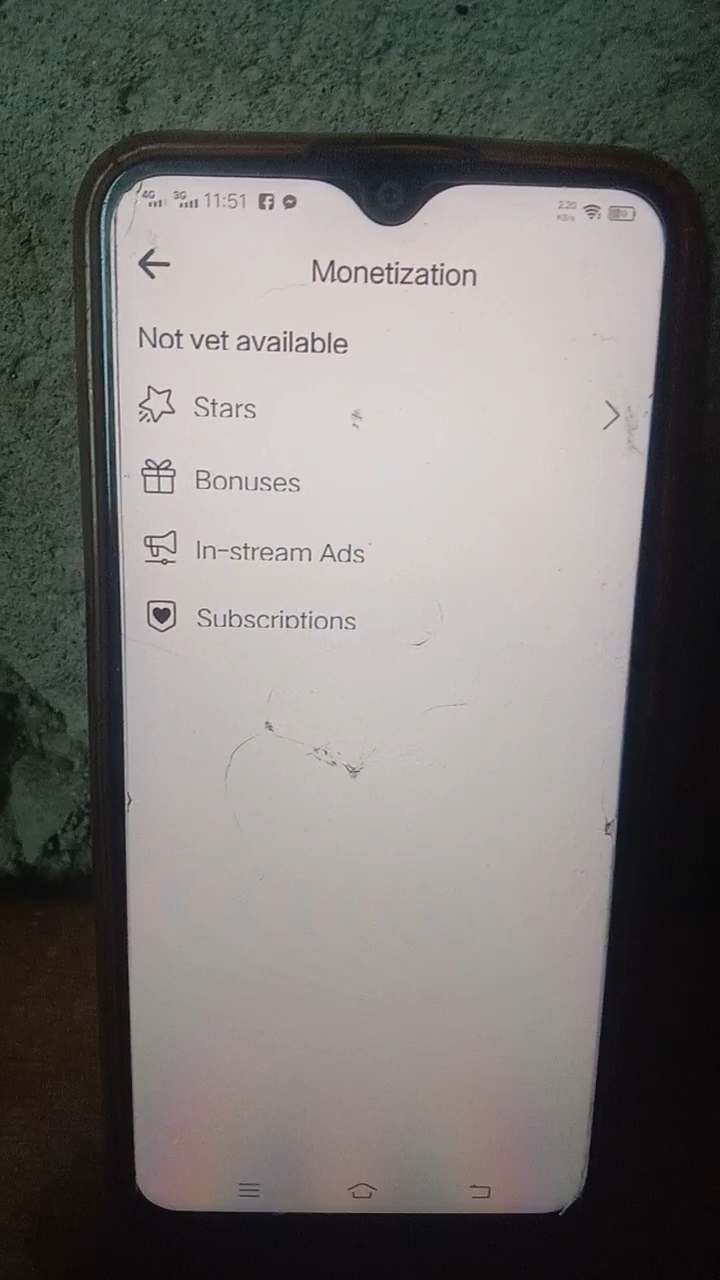 4G 3G 11:51
2.20 KB/s
Monetization
Not yet available
Stars
Bonuses
In-stream Ads
Subscriptions